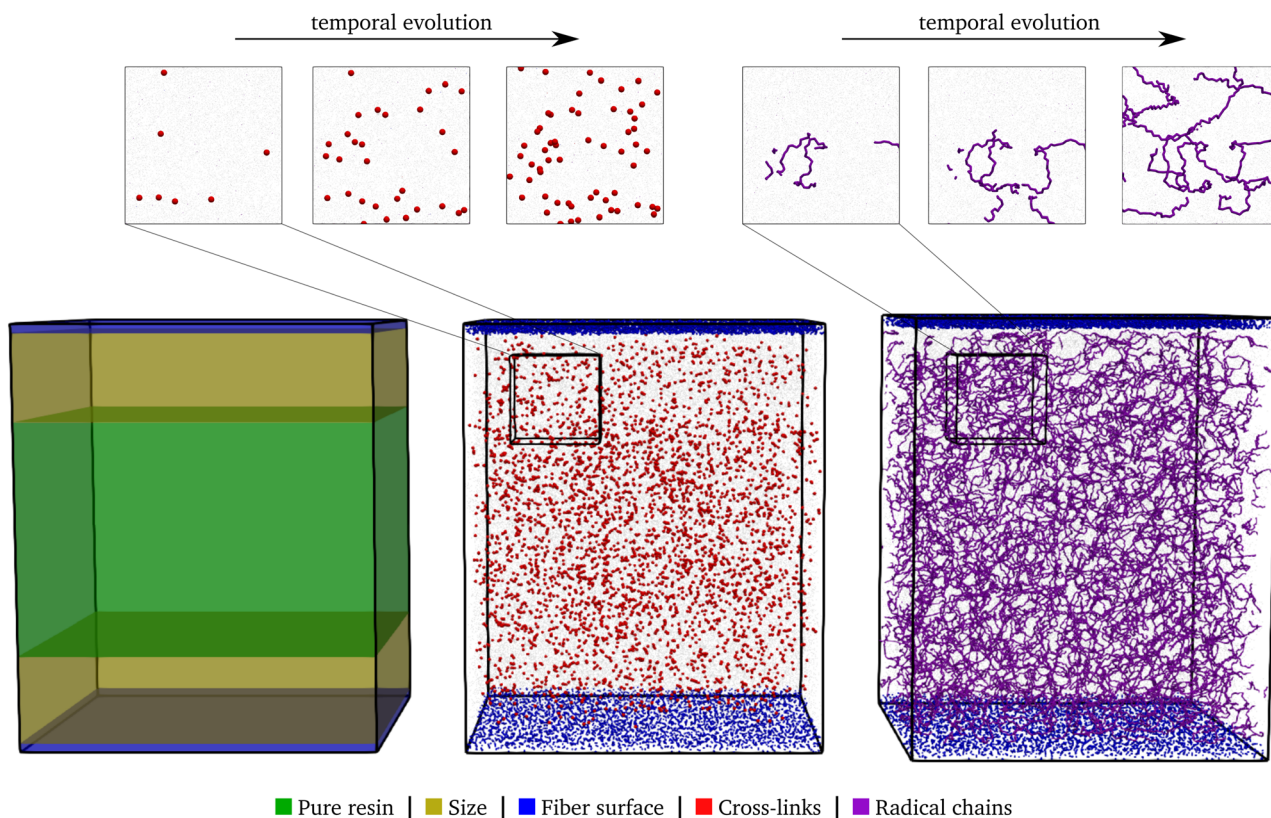 temporal evolution
temporal evolution
Pure resin | Size | Fiber surface | Cross-links | Radical chains